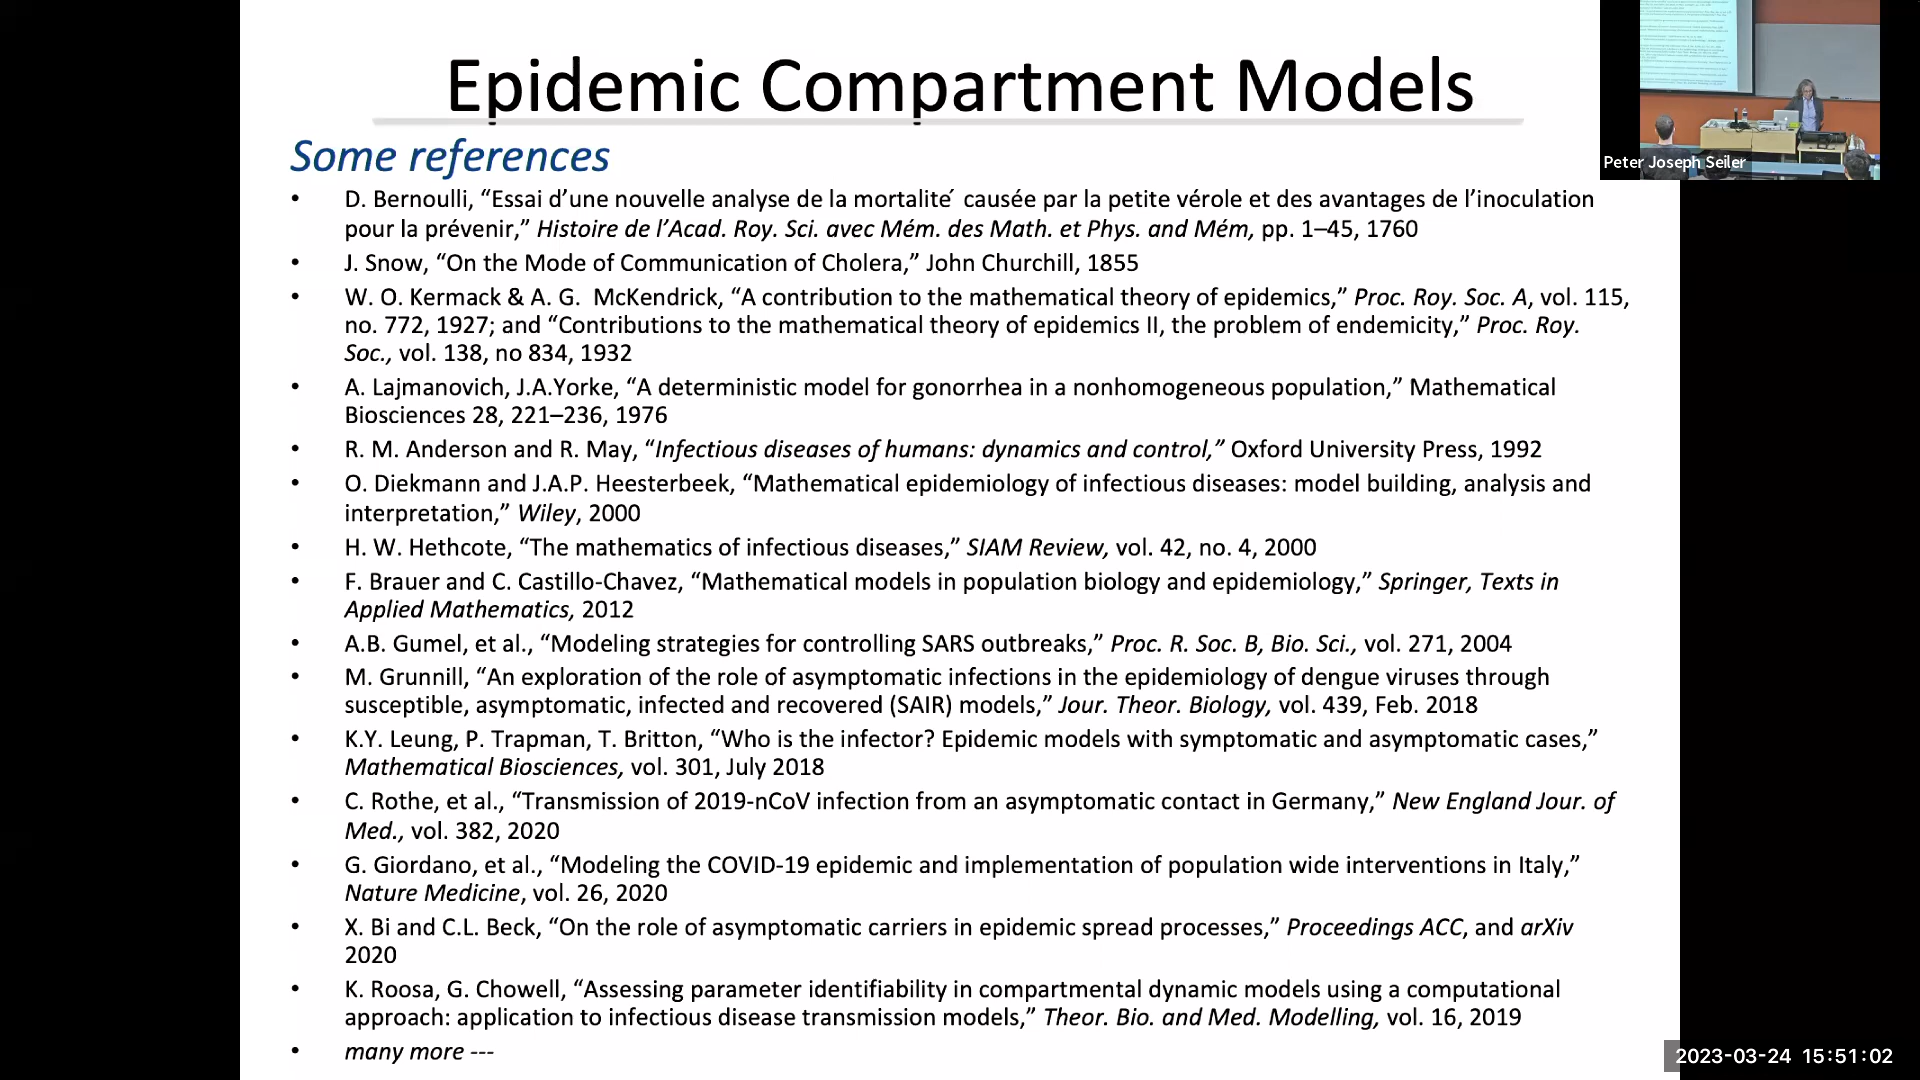 Epidemic Compartment Models
Some references
• D. Bernoulli, “Essai d’une nouvelle analyse de la mortalite´ causée par la petite vérole et des avantages de l’inoculation
pour la prévenir,” Histoire de l’Acad. Roy. Sci. avec Mém. des Math. et Phys. and Mém, pp. 1–45, 1760
• J. Snow, “On the Mode of Communication of Cholera,” John Churchill, 1855
• W. O. Kermack & A. G. McKendrick, “A contribution to the mathematical theory of epidemics,” Proc. Roy. Soc. A, vol. 115,
no. 772, 1927; and “Contributions to the mathematical theory of epidemics II, the problem of endemicity,” Proc. Roy.
Soc., vol. 138, no 834, 1932
• A. Lajmanovich, J.A.Yorke, “A deterministic model for gonorrhea in a nonhomogeneous population,” Mathematical
Biosciences 28, 221–236, 1976
• R. M. Anderson and R. May, “Infectious diseases of humans: dynamics and control,” Oxford University Press, 1992
• O. Diekmann and J.A.P. Heesterbeek, “Mathematical epidemiology of infectious diseases: model building, analysis and
interpretation,” Wiley, 2000
• H. W. Hethcote, “The mathematics of infectious diseases,” SIAM Review, vol. 42, no. 4, 2000
• F. Brauer and C. Castillo-Chavez, “Mathematical models in population biology and epidemiology,” Springer, Texts in
Applied Mathematics, 2012
• A.B. Gumel, et al., “Modeling strategies for controlling SARS outbreaks,” Proc. R. Soc. B, Bio. Sci., vol. 271, 2004
• M. Grunnill, “An exploration of the role of asymptomatic infections in the epidemiology of dengue viruses through
susceptible, asymptomatic, infected and recovered (SAIR) models,” Jour. Theor. Biology, vol. 439, Feb. 2018
• K.Y. Leung, P. Trapman, T. Britton, “Who is the infector? Epidemic models with symptomatic and asymptomatic cases,”
Mathematical Biosciences, vol. 301, July 2018
• C. Rothe, et al., “Transmission of 2019-nCoV infection from an asymptomatic contact in Germany,” New England Jour. of
Med., vol. 382, 2020
• G. Giordano, et al., “Modeling the COVID-19 epidemic and implementation of population wide interventions in Italy,”
Nature Medicine, vol. 26, 2020
• X. Bi and C.L. Beck, “On the role of asymptomatic carriers in epidemic spread processes,” Proceedings ACC, and arXiv
2020
• K. Roosa, G. Chowell, “Assessing parameter identifiability in compartmental dynamic models using a computational
approach: application to infectious disease transmission models,” Theor. Bio. and Med. Modelling, vol. 16, 2019
• many more ---
Peter Joseph Seiler
2023-03-24 15:51:02